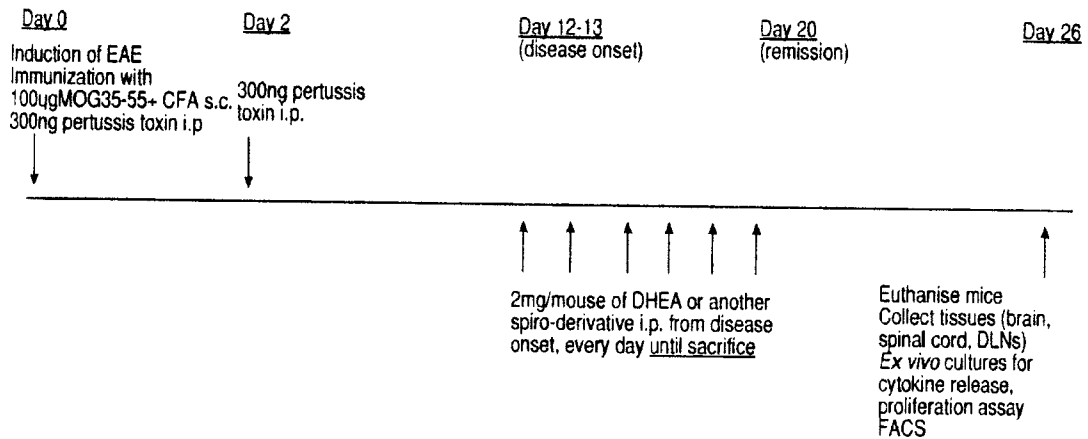 Day 0
Induction of EAE
Immunization with
100ugMOG35-55+ CFA s.c.
300ng pertussis toxin i.p
Day 2
300ng pertussis
toxin i.p.
Day 12-13
(disease onset)
Day 20
(remission)
Day 26
2mg/mouse of DHEA or another
spiro-derivative i.p. from disease
onset, every day until sacrifice
Euthanise mice
Collect tissues (brain,
spinal cord, DLNs)
Ex vivo cultures for
cytokine release,
proliferation assay
FACS